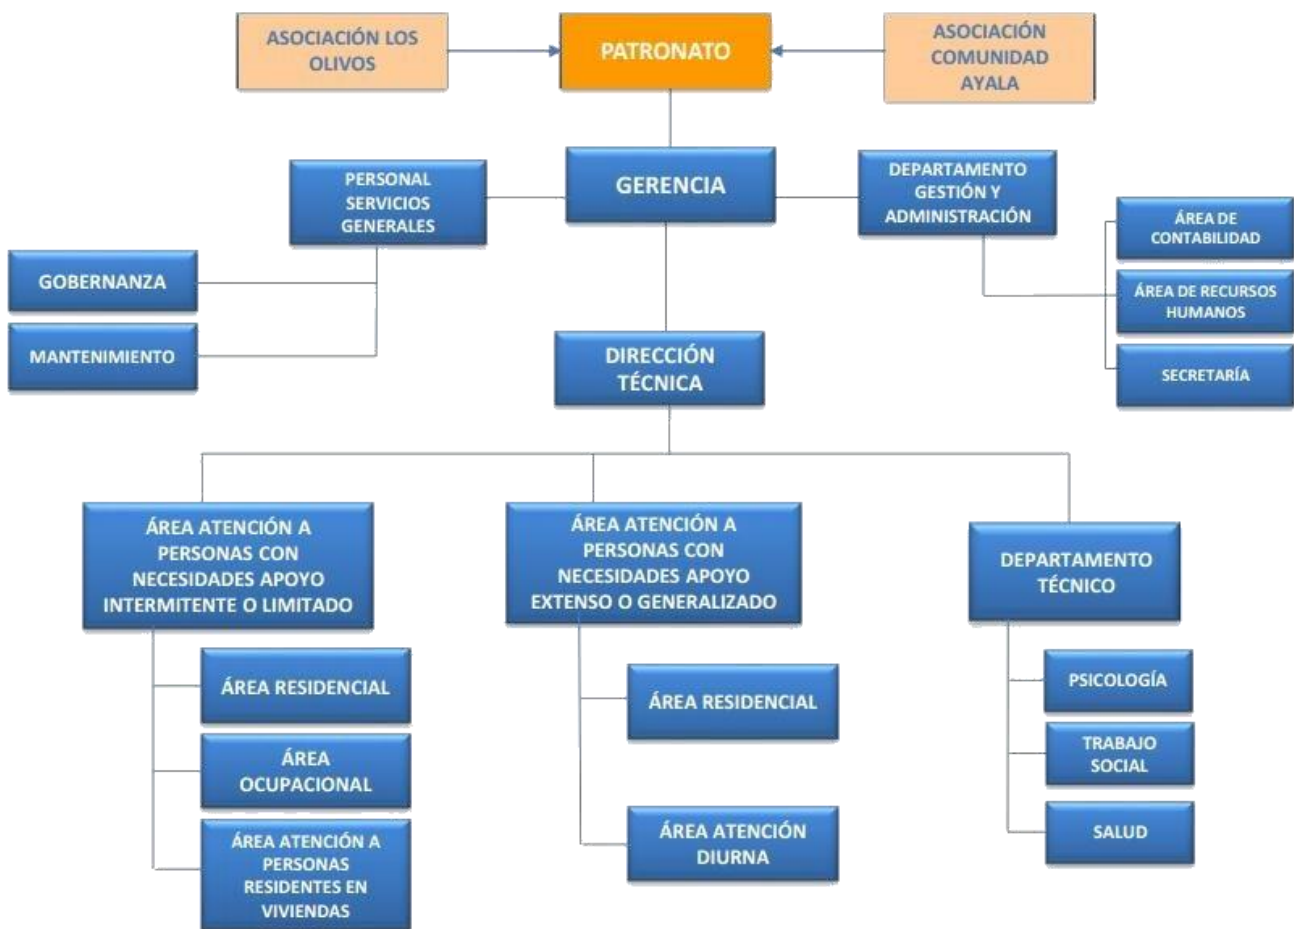 ASOCIACIÓN LOS
OLIVOS
PATRONATO
ASOCIACIÓN
COMUNIDAD
AYALA
PERSONAL
SERVICIOS
GENERALES
GERENCIA
DEPARTAMENTO
GESTIÓN Y
ADMINISTRACIÓN
ÁREA DE
CONTABILIDAD
ÁREA DE RECURSOS
HUMANOS
SECRETARÍA
GOBERNANZA
MANTENIMIENTO
DIRECCIÓN
TÉCNICA
ÁREA ATENCIÓN A
PERSONAS CON
NECESIDADES APOYO
INTERMITENTE O LIMITADO
ÁREA RESIDENCIAL
ÁREA
OCUPACIONAL
ÁREA ATENCIÓN A
PERSONAS
RESIDENTES EN
VIVIENDAS
ÁREA ATENCIÓN A
PERSONAS CON
NECESIDADES APOYO
EXTENSO O GENERALIZADO
ÁREA RESIDENCIAL
ÁREA ATENCIÓN
DIURNA
DEPARTAMENTO
TÉCNICO
PSICOLOGÍA
TRABAJO
SOCIAL
SALUD